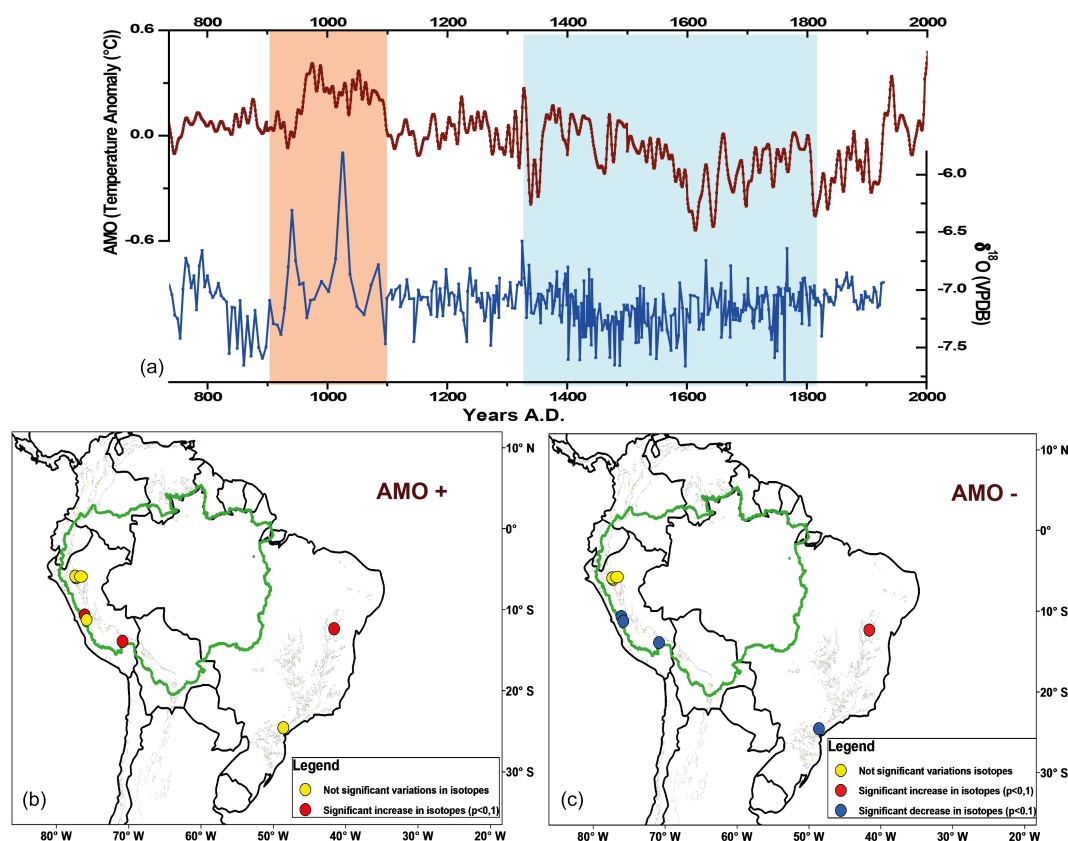 800 1000 1200 1400 1600 1800 2000
0.6
0.0
-0.6
AMO (Temperature Anomaly (°C))
-6.0
-6.5
-7.0
-7.5
δ18O (VPDB)
(a)
800 1000 1200 1400 1600 1800 2000
Years A.D.
AMO +
10° N
0°
10° S
20° S
30° S
Legend
Not significant variations in isotopes
Significant increase in isotopes (p<0,1)
(b)
80° W 70° W 60° W 50° W 40° W 30° W 20° W
AMO -
10° N
0°
10° S
20° S
30° S
Legend
Not significant variations isotopes
Significant increase in isotopes (p<0,1)
Significant decrease in isotopes (p<0.1)
(c)
80° W 70° W 60° W 50° W 40° W 30° W 20° W